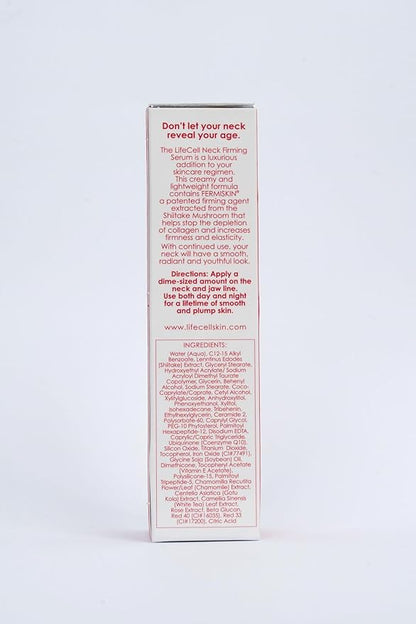 Don't let your neck
reveal your age.
The LifeCell Neck Firming
Serum is a luxurious
addition to your
skincare regimen.
This creamy and
lightweight formula
contains FERMISKIN®
a patented firming agent
extracted from the
Shiitake Mushroom that
helps stop the depletion
of collagen and increases
firmness and elasticity.
With continued use, your
neck will have a smooth,
radiant and youthful look.
Directions: Apply a
dime-sized amount on the
neck and jaw line.
Use both day and night
for a lifetime of smooth
and plump skin.
www.lifecellskin.com
INGREDIENTS:
Water (Aqua), C12-15 Alkyl
Benzoate, Lenntinus Edodes
(Shiitake) Extract, Glyceryl Stearate,
Hydroxyethyl Acrylate/ Sodium
Acryloyl Dimethyl Taurate
Copolymer, Glycerin, Behenyl
Alcohol, Sodium Stearate, Coco-
Caprylate/Caprate, Cetyl Alcohol,
Xylitylglucoside, Anhydroxylitol,
Phenoxyethanol, Xylitol,
Isohexadecane, Tribehenin,
Ethylhexylglycerin, Ceramide 2,
Polysorbate-60, Caprylyl Glycol,
PEG-10 Phytosterol, Palmitoyl
Hexapeptide-12, Disodium EDTA,
Caprylic/Capric Triglyceride,
Ubiquinone (Coenzyme Q10),
Silicon Oxide, Titanium Dioxide,
Tocopherol, Iron Oxide (CI#77491),
Glycine Soja (Soybean) Oil,
Dimethicone, Tocopheryl Acetate
(Vitamin E Acetate),
Polysilicone-15, Palmitoyl
Tripeptide-5, Chamomilla Recutita
Flower/Leaf (Chamomile) Extract,
Centella Asiatica (Gotu
Kola) Extract, Camellia Sinensis
(White Tea) Leaf Extract,
Rose Extract, Beta Glucan,
Red 40 (CI#16035), Red 33
(CI#17200), Citric Acid